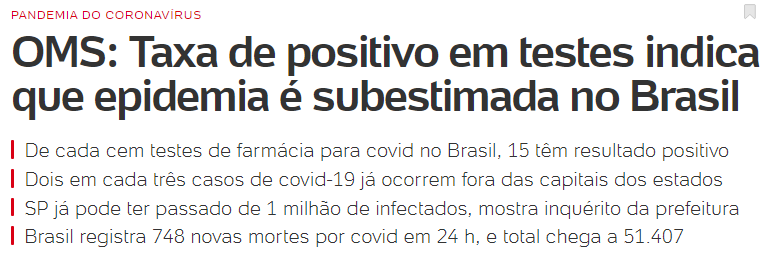 PANDEMIA DO CORONAVÍRUS
OMS: Taxa de positivo em testes indica
que epidemia é subestimada no Brasil
De cada cem testes de farmácia para covid no Brasil, 15 têm resultado positivo
Dois em cada três casos de covid-19 já ocorrem fora das capitais dos estados
SP já pode ter passado de 1 milhão de infectados, mostra inquérito da prefeitura
Brasil registra 748 novas mortes por covid em 24 h, e total chega a 51.407